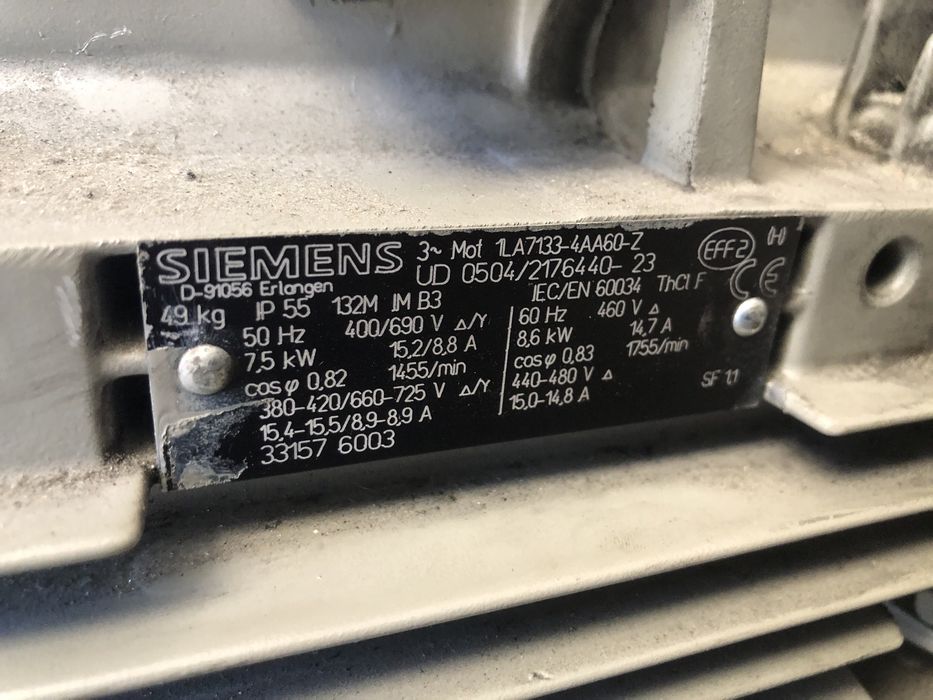 SIEMENS 3~ Mot 1LA7133-4AA60-Z EFF2
D-91056 Erlangen UD 0504/2176440-23 CE
49 kg IP 55 132M IM B3 IEC/EN 60034 ThCl F
50 Hz 400/690 V Δ/Y 60 Hz 460 V Δ
7,5 kW 15,2/8,8 A 8,6 kW 14,7 A
cosφ 0,82 1455/min cosφ 0,83 1755/min
380-420/660-725 V Δ/Y 440-480 V Δ SF 1.1
15,4-15,5/8,9-8,9 A 15,0-14,8 A
33157 6003